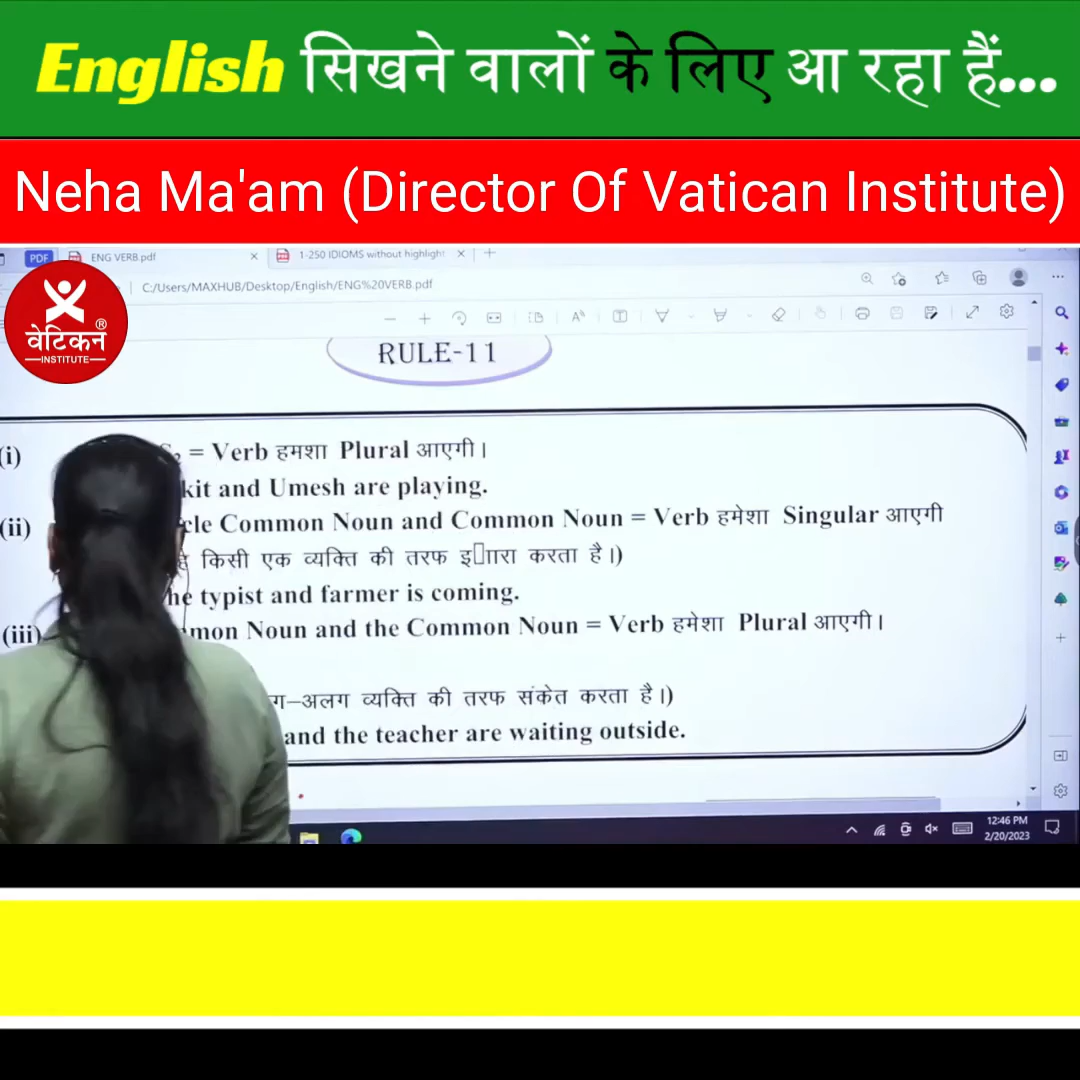 English सिखने वालों के लिए आ रहा हैं...
Neha Ma'am (Director Of Vatican Institute)
PDF ENG VERB.pdf × 1-250 IDIOMS without highlight × +
C:/Users/MAXHUB/Desktop/English/ENG%20VERB.pdf
वेटिकन ®
INSTITUTE
RULE-11
(i) = Verb हमशा Plural आएगी।
kit and Umesh are playing.
(ii) cle Common Noun and Common Noun = Verb हमेशा Singular आएगी
है किसी एक व्यक्ति की तरफ इ▯ारा करता है।)
he typist and farmer is coming.
(iii) mon Noun and the Common Noun = Verb हमेशा Plural आएगी।
ग–अलग व्यक्ति की तरफ संकेत करता है।)
and the teacher are waiting outside.
12:46 PM
2/20/2023